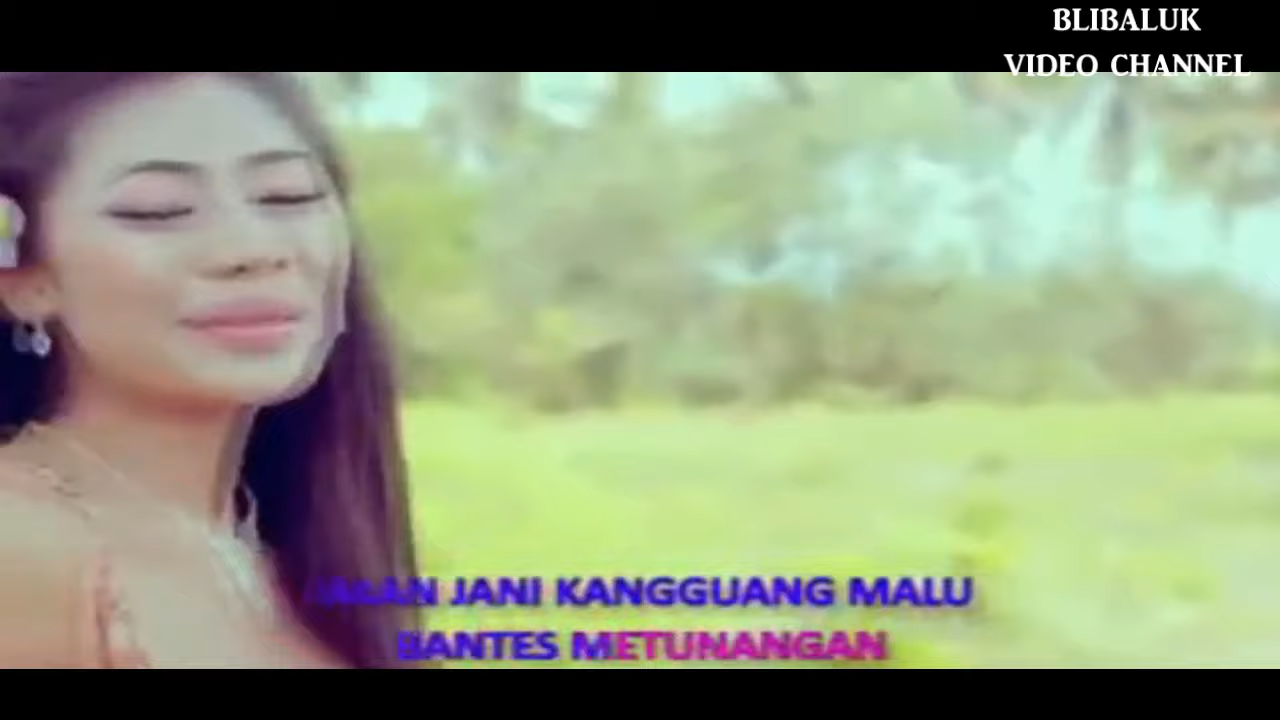 BLIBALUK
VIDEO CHANNEL
JANI KANGGUANG MALU
BANTES METUNANGAN